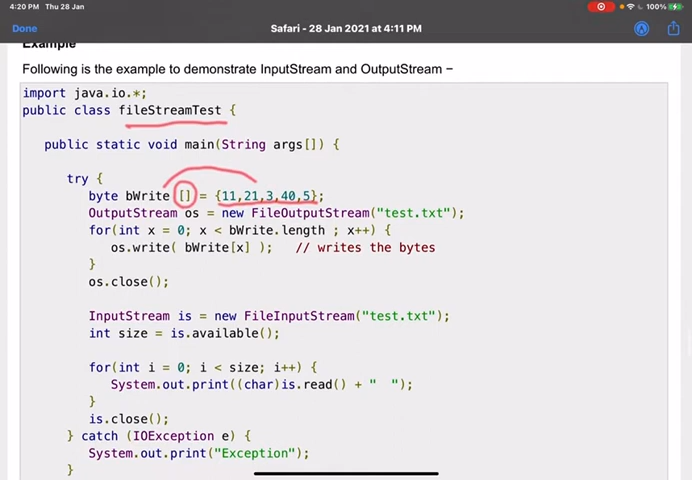 4:20 PM Thu 28 Jan
100%
Done
Safari - 28 Jan 2021 at 4:11 PM
Example
Following is the example to demonstrate InputStream and OutputStream −
import java.io.*;
public class fileStreamTest {
public static void main(String args[]) {
try {
byte bWrite [] = {11,21,3,40,5};
OutputStream os = new FileOutputStream("test.txt");
for(int x = 0; x < bWrite.length ; x++) {
os.write( bWrite[x] );   // writes the bytes
}
os.close();
InputStream is = new FileInputStream("test.txt");
int size = is.available();
for(int i = 0; i < size; i++) {
System.out.print((char)is.read() + "  ");
}
is.close();
} catch (IOException e) {
System.out.print("Exception");
}